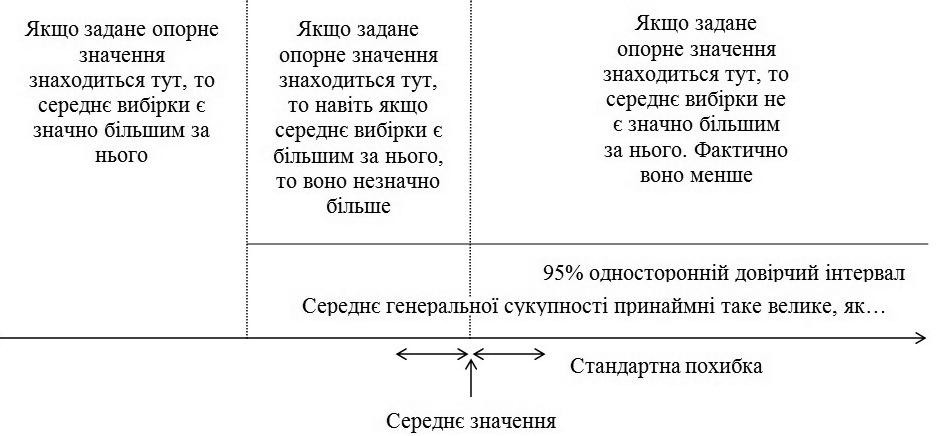 Якщо задане опорне
значення
знаходиться тут, то
середнє вибірки є
значно більшим за
нього
Якщо задане
опорне значення
знаходиться тут,
то навіть якщо
середнє вибірки є
більшим за нього,
то воно незначно
більше
Якщо задане
опорне значення
знаходиться тут, то
середнє вибірки не
є значно більшим
за нього. Фактично
воно менше
95% односторонній довірчий інтервал
Середнє генеральної сукупності принаймні таке велике, як…
Стандартна похибка
Середнє значення